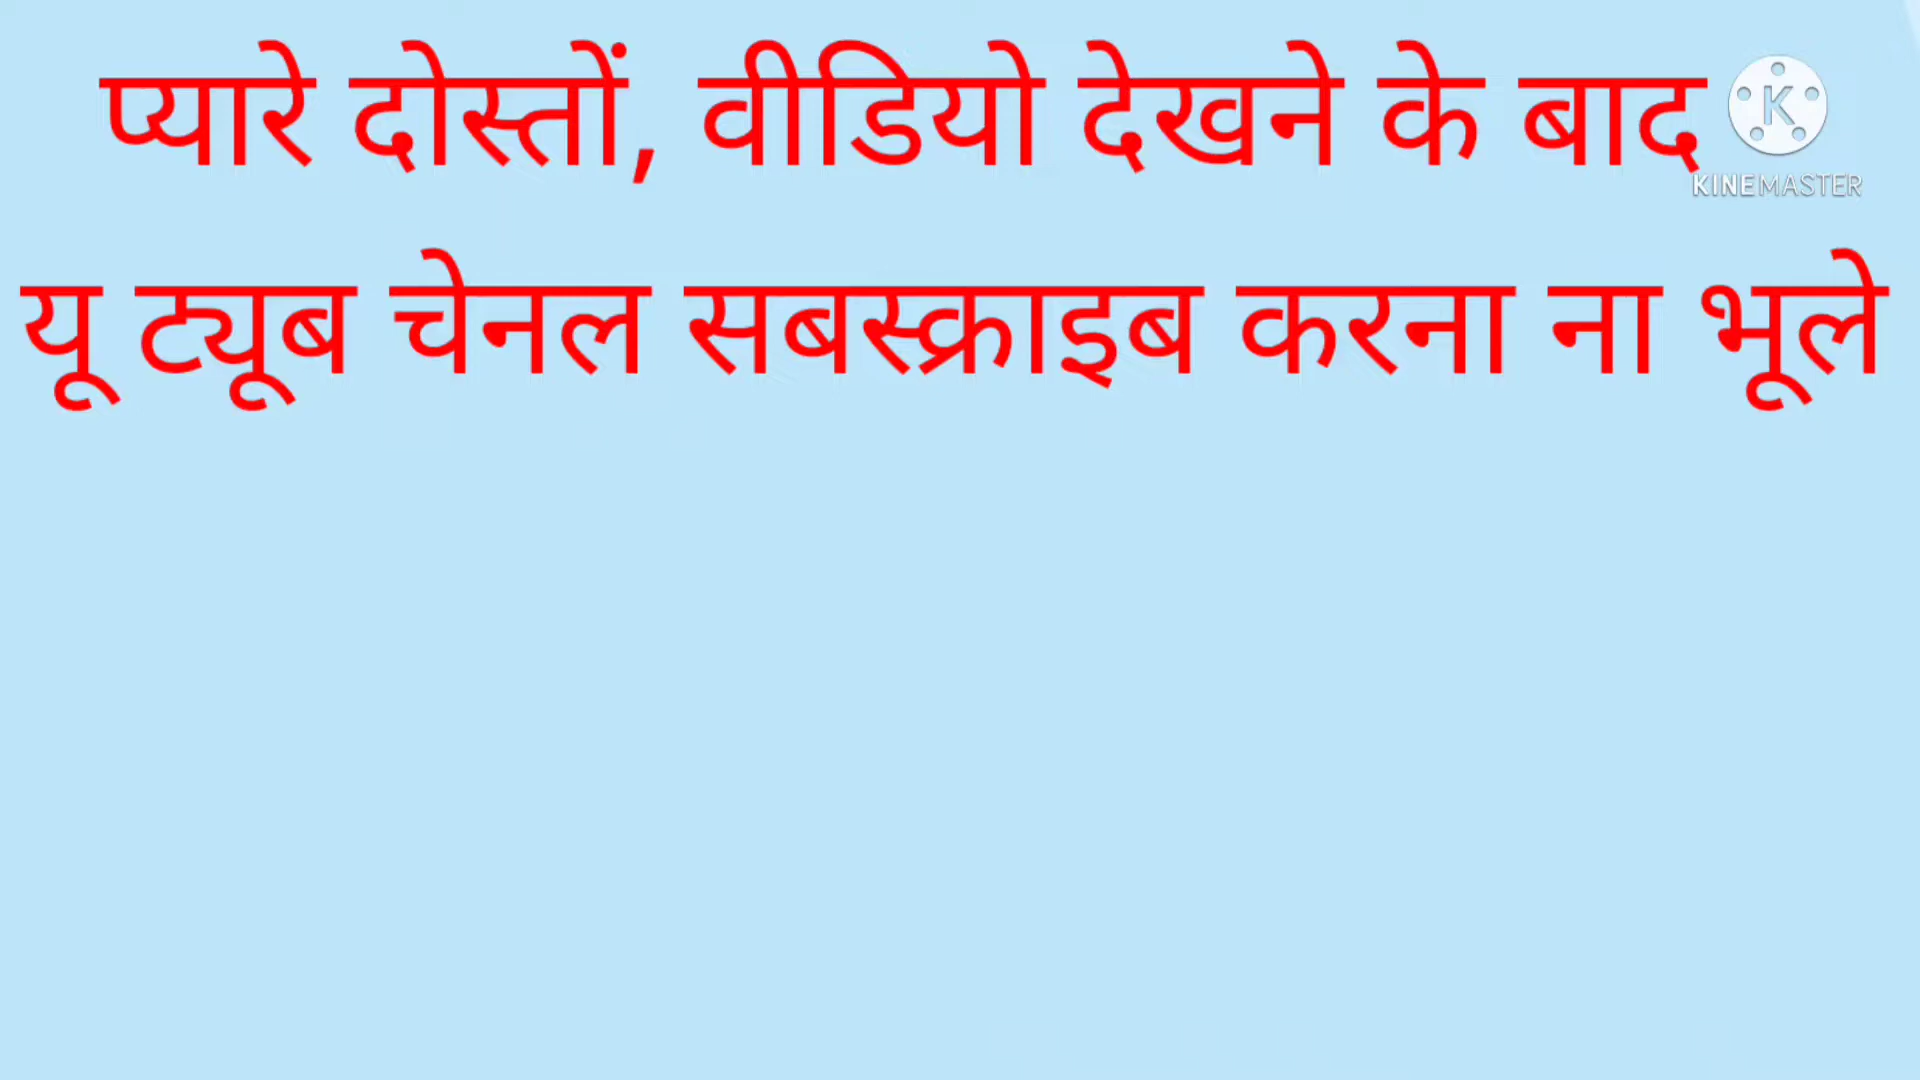 प्यारे दोस्तों, वीडियो देखने के बाद
K
KINEMASTER
यू ट्यूब चेनल सबस्क्राइब करना ना भूले